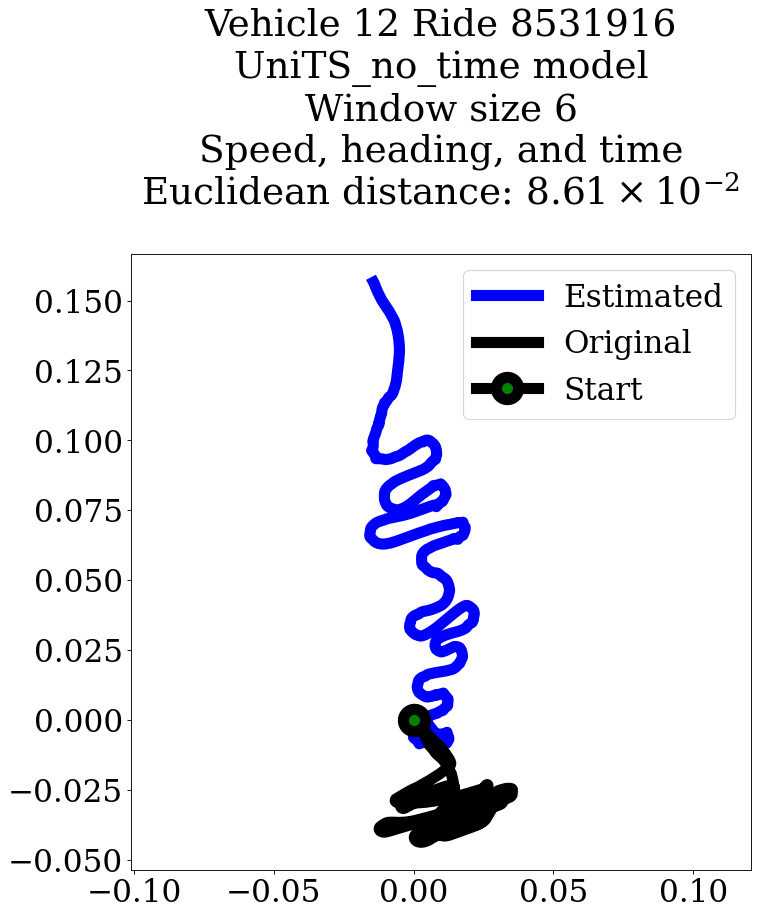 Vehicle 12 Ride 8531916
UniTS_no_time model
Window size 6
Speed, heading, and time
Euclidean distance: 8.61 × 10⁻²
Estimated
Original
Start
0.150
0.125
0.100
0.075
0.050
0.025
0.000
−0.025
−0.050
−0.10 −0.05 0.00 0.05 0.10